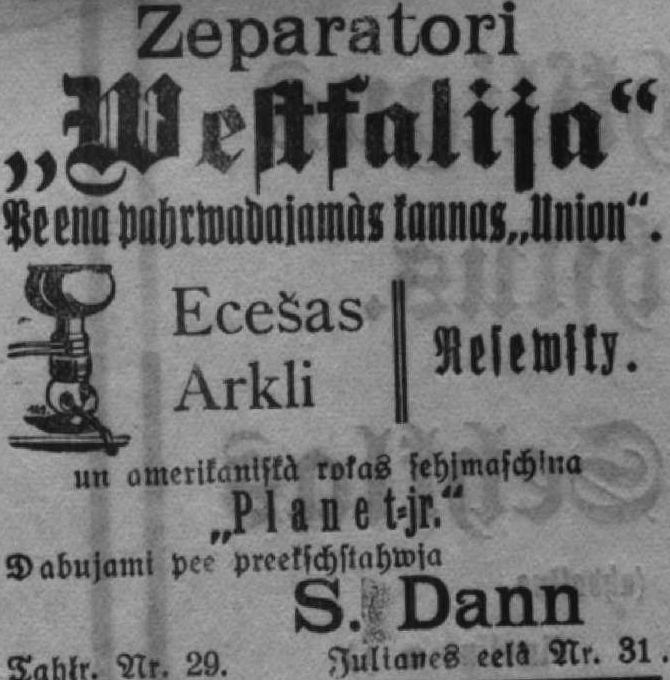 Zeparatori
„Westfalija“
Peena pahrwadajamàs kannas „Union“.
Ecešas
Arkli
Resewsky.
un amerikaniskà rokas sehjmaschina
„Planet-jr.“
Dabujami pee preekschstahwja
S. Dann
Tahlr. Nr. 29. Julianes eelà Nr. 31.